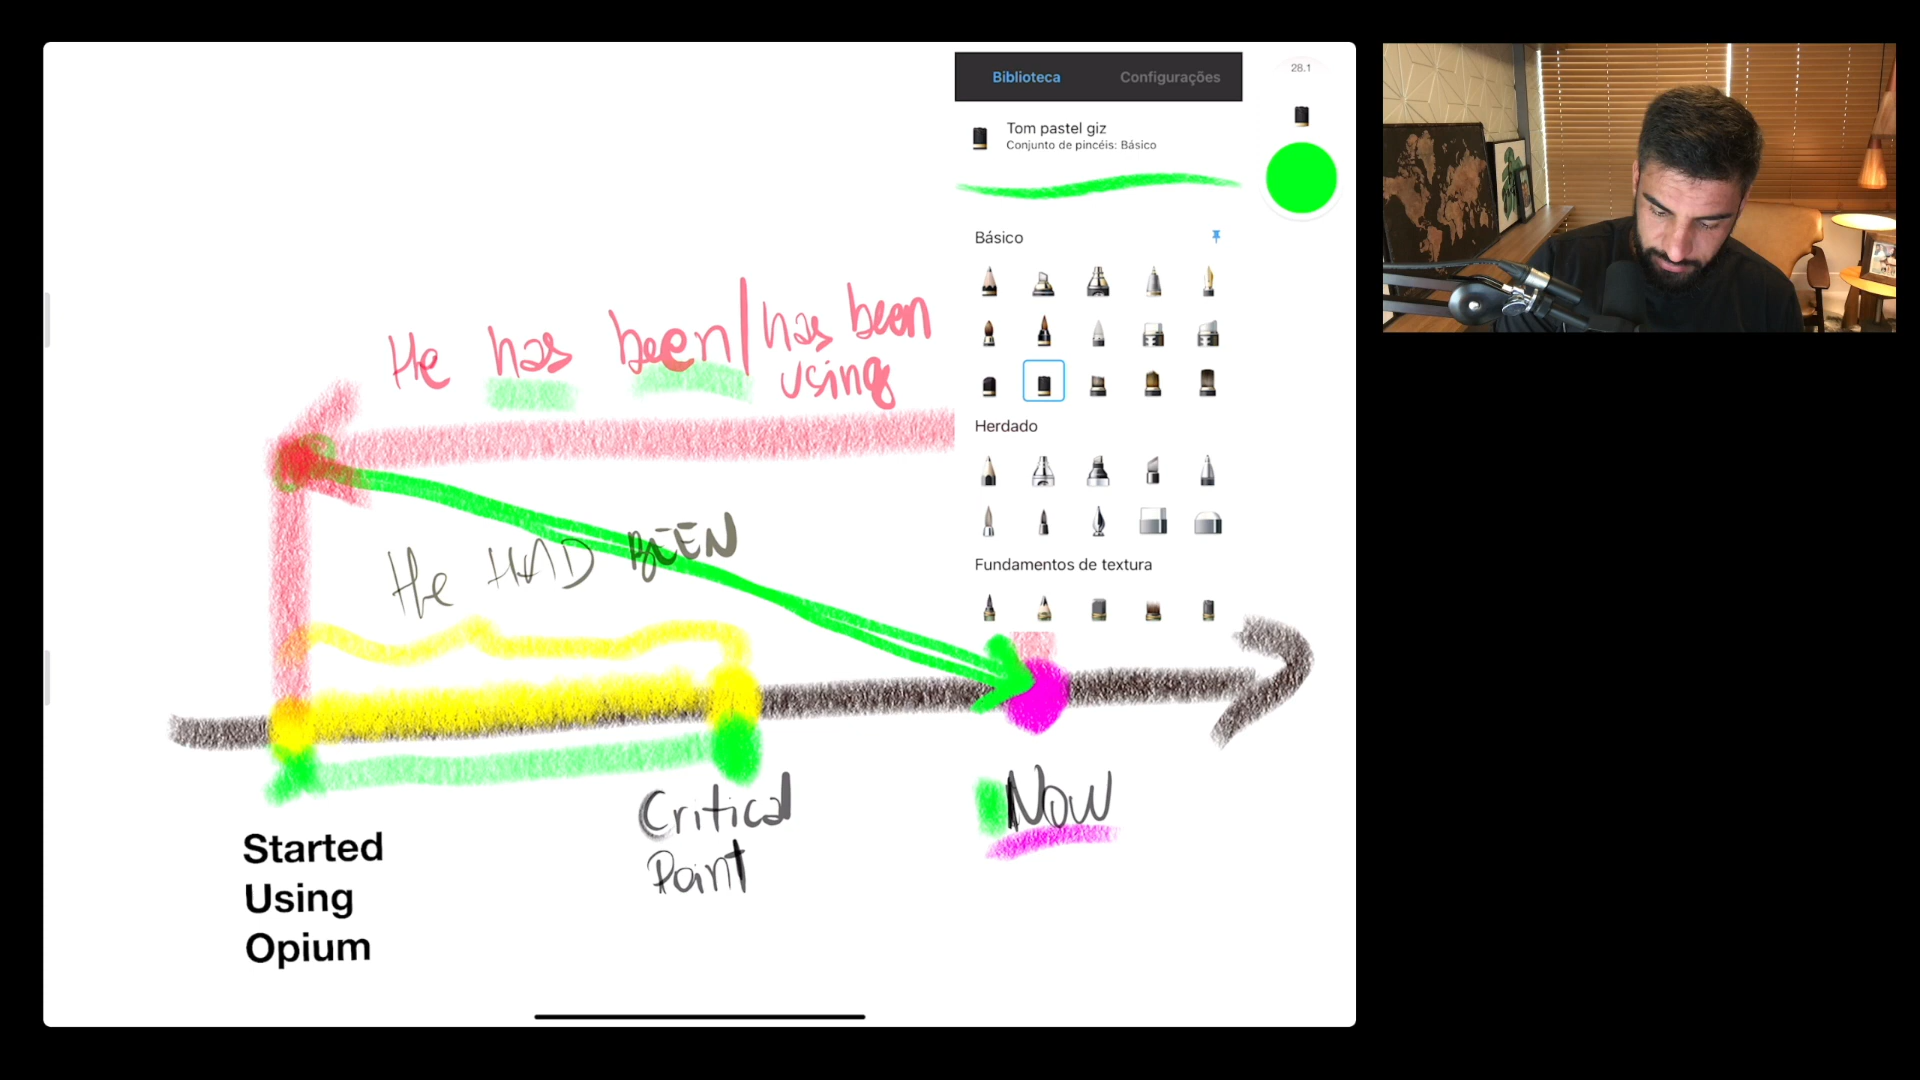 Biblioteca Configurações
28.1
Tom pastel giz
Conjunto de pincéis: Básico
Básico
He has been | has been
using
Herdado
He HAD BEEN
Fundamentos de textura
Critical
Point
Now
Started
Using
Opium